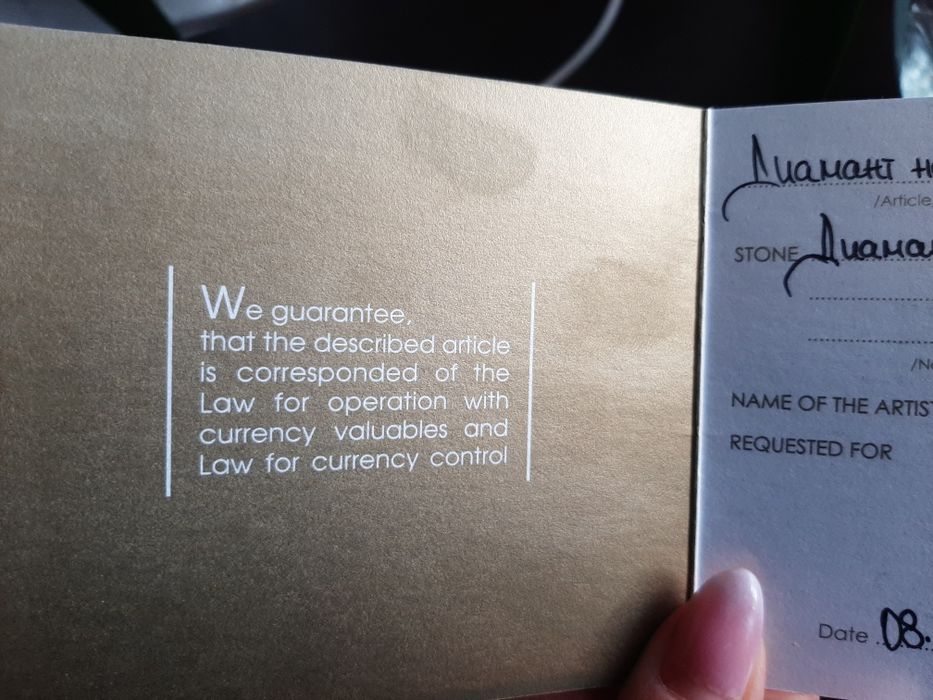 We guarantee,
that the described article
is corresponded of the
Law for operation with
currency valuables and
Law for currency control
Диамант
/Article
STONE
NAME OF THE ARTIST
REQUESTED FOR
Date 08.